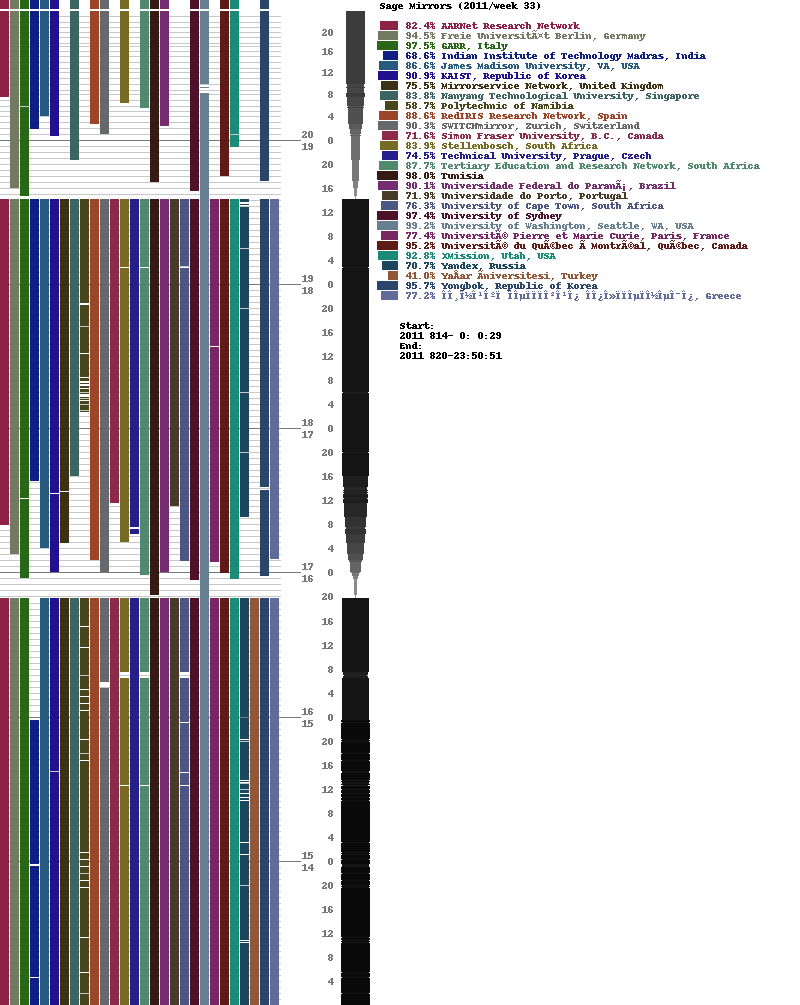 Sage Mirrors (2011/week 33)
82.4% AARNet Research Network
94.5% Freie UniversitÃ¤t Berlin, Germany
97.5% GARR, Italy
68.6% Indian Institute of Technology Madras, India
86.6% James Madison University, VA, USA
90.9% KAIST, Republic of Korea
75.5% Mirrorservice Network, United Kingdom
83.8% Nanyang Technological University, Singapore
58.7% Polytechnic of Namibia
88.6% RedIRIS Research Network, Spain
90.3% SWITCHmirror, Zurich, Switzerland
71.6% Simon Fraser University, B.C., Canada
83.9% Stellenbosch, South Africa
74.5% Technical University, Prague, Czech
87.7% Tertiary Education and Research Network, South Africa
98.0% Tunisia
90.1% Universidade Federal do ParanÃ¡, Brazil
71.9% Universidade do Porto, Portugal
76.3% University of Cape Town, South Africa
97.4% University of Sydney
99.2% University of Washington, Seattle, WA, USA
77.4% UniversitÃ© Pierre et Marie Curie, Paris, France
95.2% UniversitÃ© du QuÃ©bec Ã MontrÃ©al, QuÃ©bec, Canada
92.8% XMission, Utah, USA
70.7% Yandex, Russia
41.0% YaÅar Ãniversitesi, Turkey
95.7% Yongbok, Republic of Korea
77.2% , Greece
Start:
2011 814- 0: 0:29
End:
2011 820-23:50:51
20
16
12
8
4
20
0
19
20
16
12
8
4
19
0
18
20
16
12
8
4
18
0
17
20
16
12
8
4
17
0
16
20
16
12
8
4
16
0
15
20
16
12
8
4
15
0
14
20
16
12
8
4